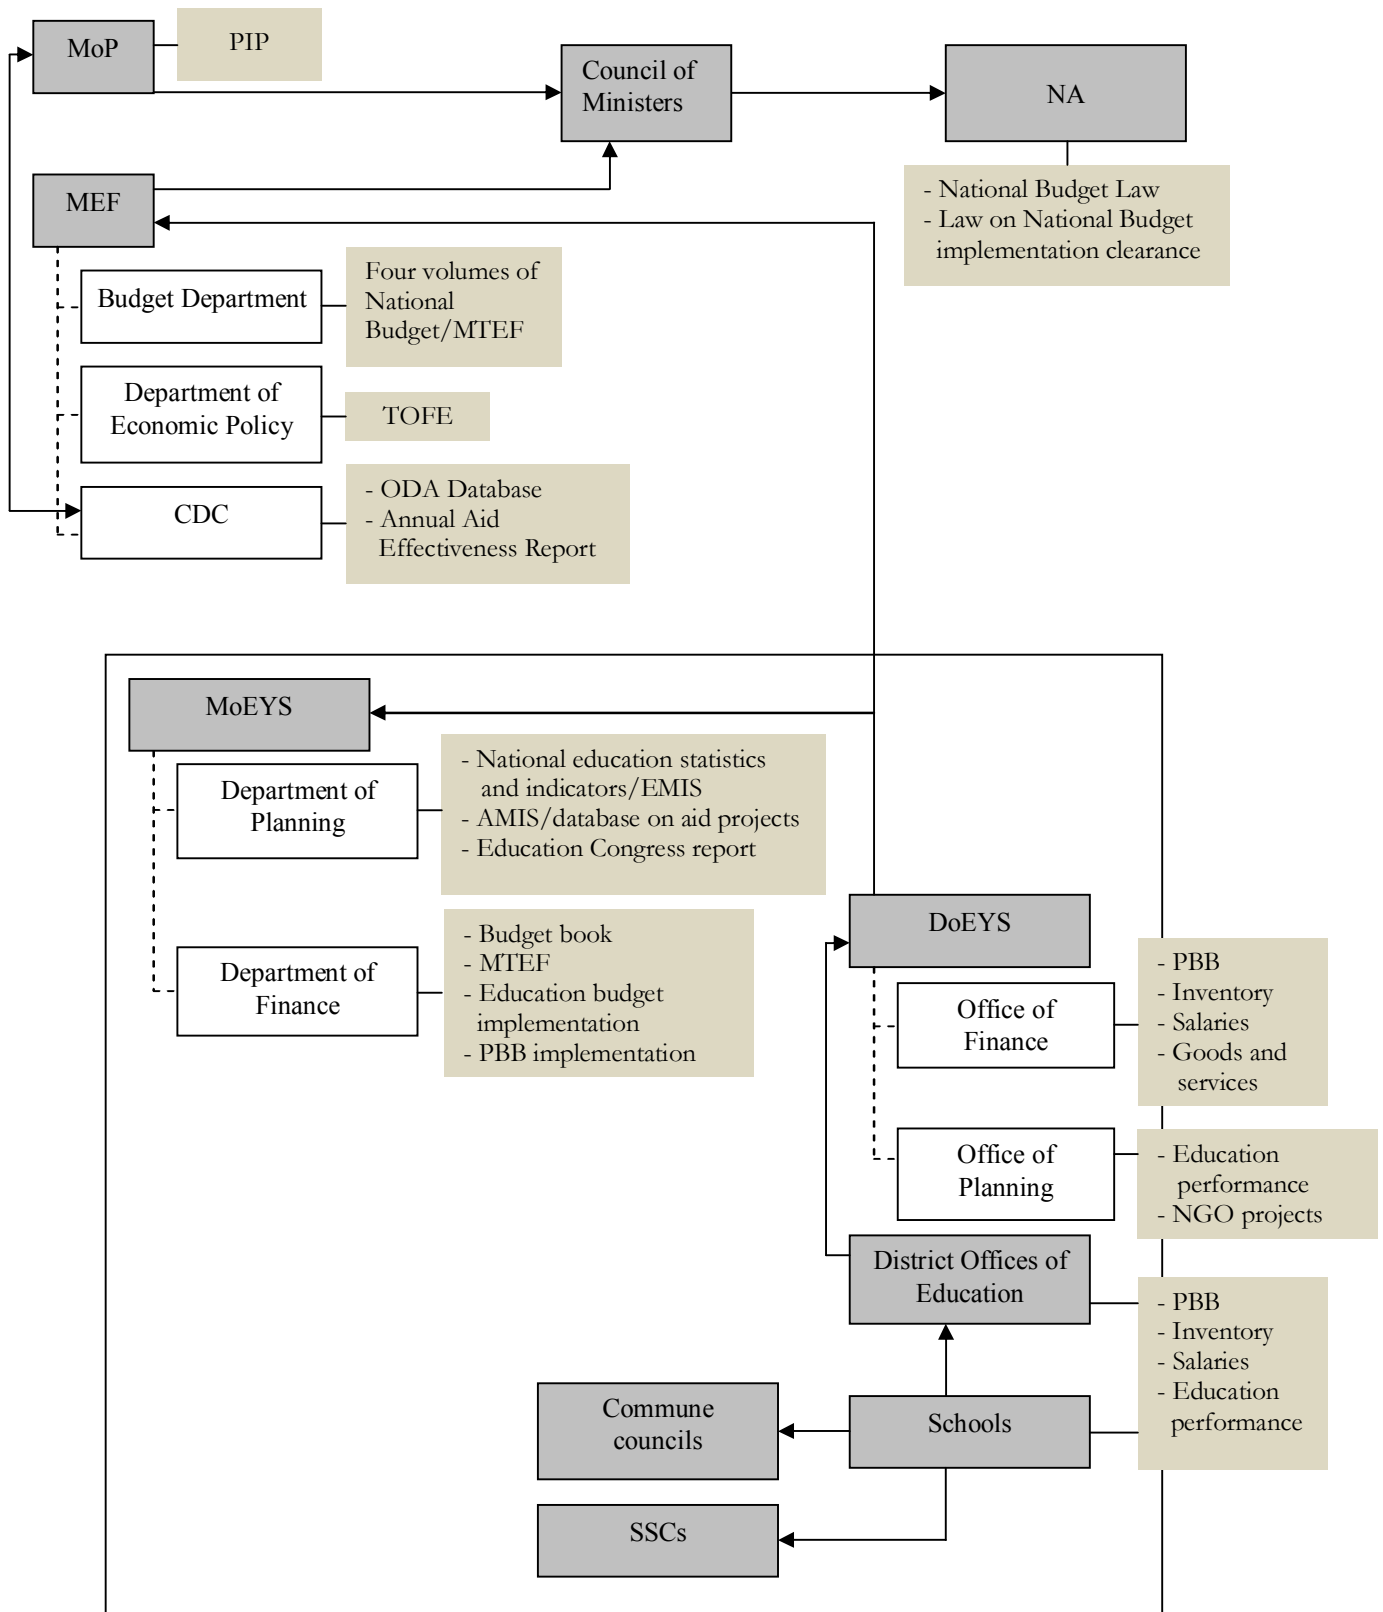 MoP
PIP
Council of
Ministers
NA
- National Budget Law
- Law on National Budget
implementation clearance
MEF
Budget Department
Four volumes of
National
Budget/MTEF
Department of
Economic Policy
TOFE
CDC
- ODA Database
- Annual Aid
Effectiveness Report
MoEYS
Department of
Planning
- National education statistics
and indicators/EMIS
- AMIS/database on aid projects
- Education Congress report
Department of
Finance
- Budget book
- MTEF
- Education budget
implementation
- PBB implementation
DoEYS
Office of
Finance
- PBB
- Inventory
- Salaries
- Goods and
services
Office of
Planning
- Education
performance
- NGO projects
District Offices of
Education
- PBB
- Inventory
- Salaries
- Education
performance
Commune
councils
Schools
SSCs